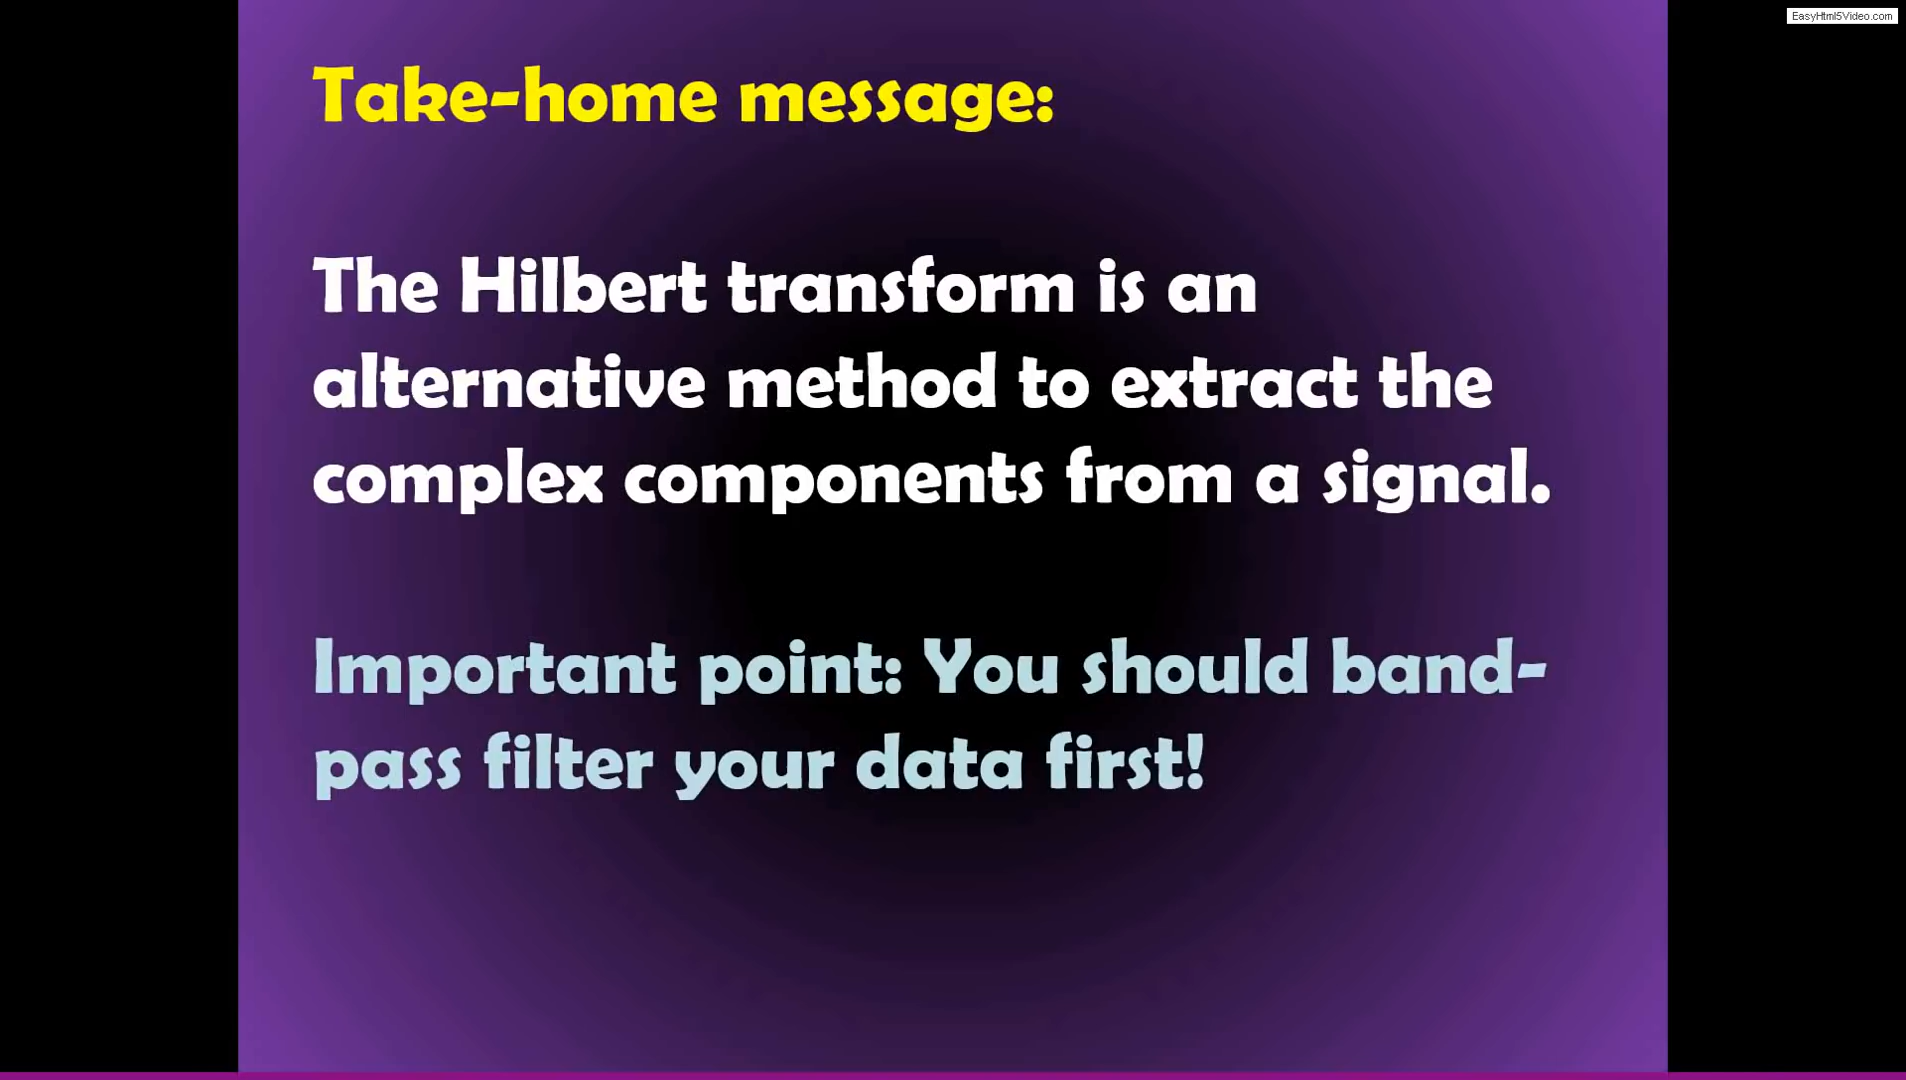 EasyHtml5Video.com
Take-home message:
The Hilbert transform is an
alternative method to extract the
complex components from a signal.
Important point: You should band-
pass filter your data first!